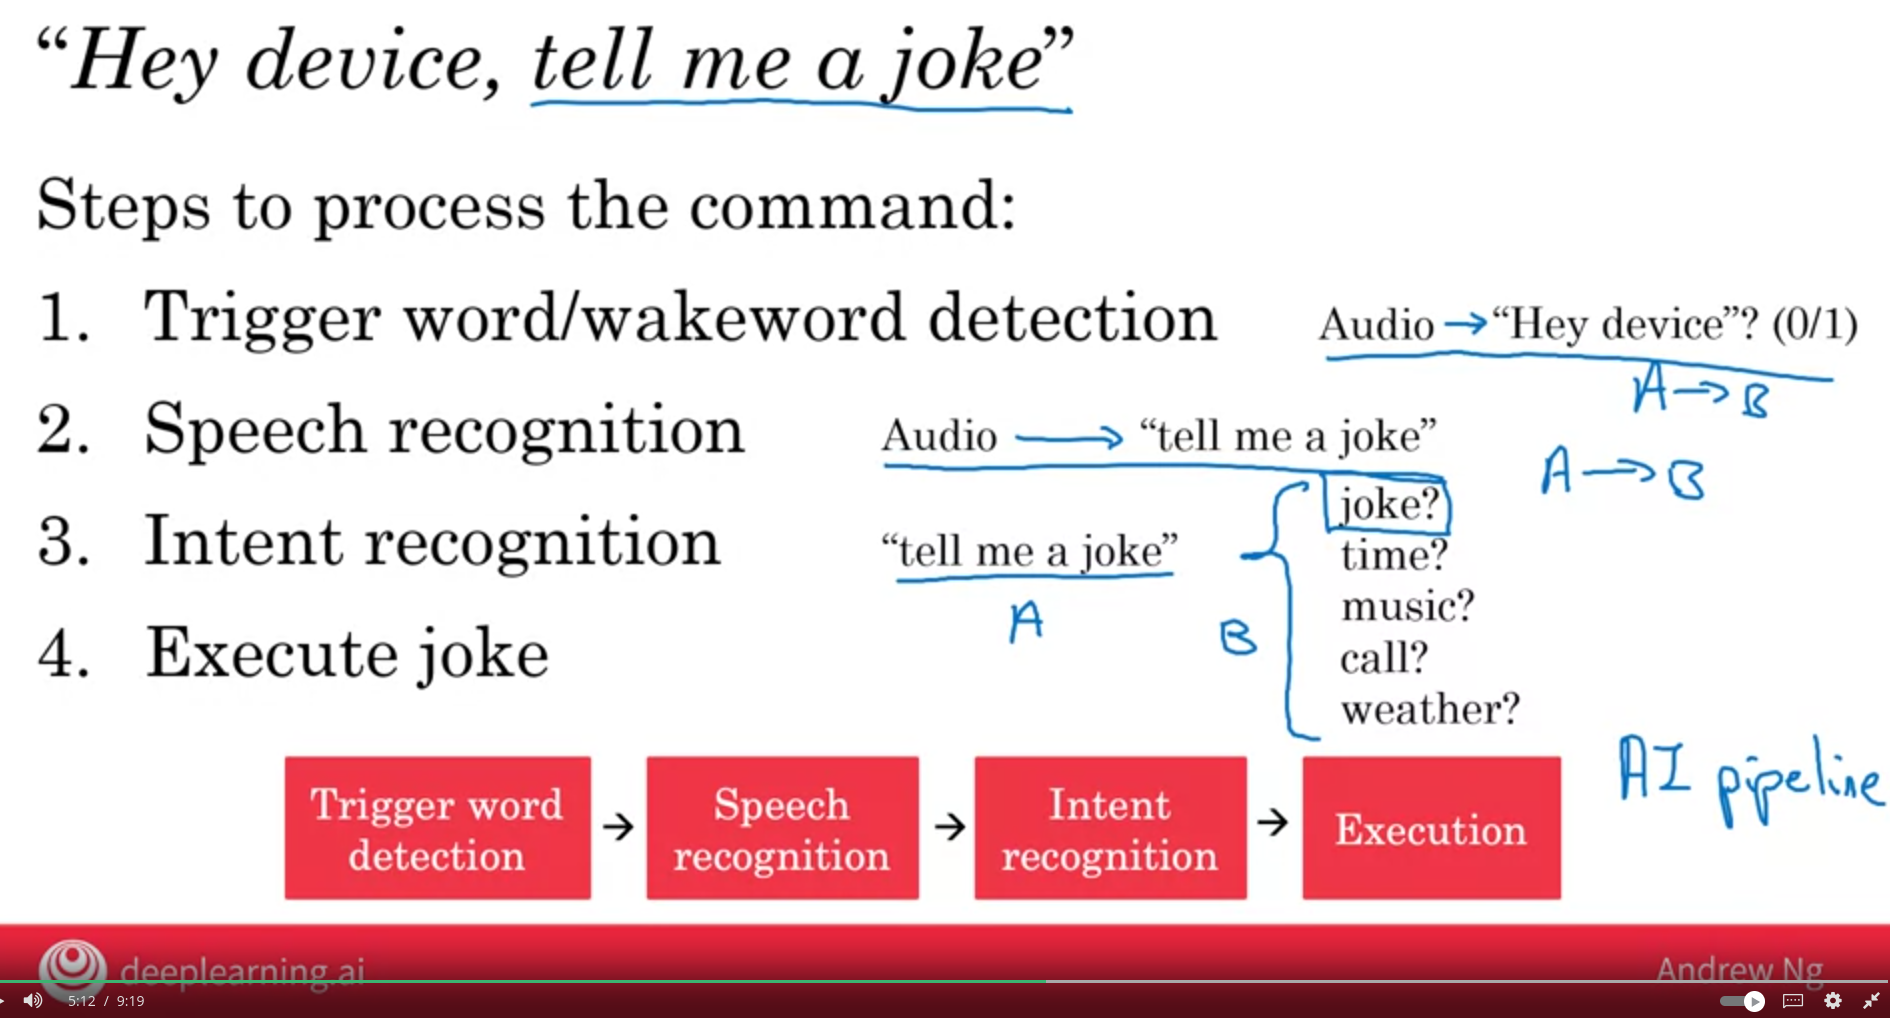 “Hey device, tell me a joke”
Steps to process the command:
1. Trigger word/wakeword detection
Audio → “Hey device”? (0/1)
A → B
2. Speech recognition
Audio → “tell me a joke”
A → B
3. Intent recognition
“tell me a joke”
A
B
joke?
time?
music?
call?
weather?
4. Execute joke
AI pipeline
Trigger word
detection
→
Speech
recognition
→
Intent
recognition
→
Execution
deeplearning.ai
Andrew Ng
5:12 / 9:19